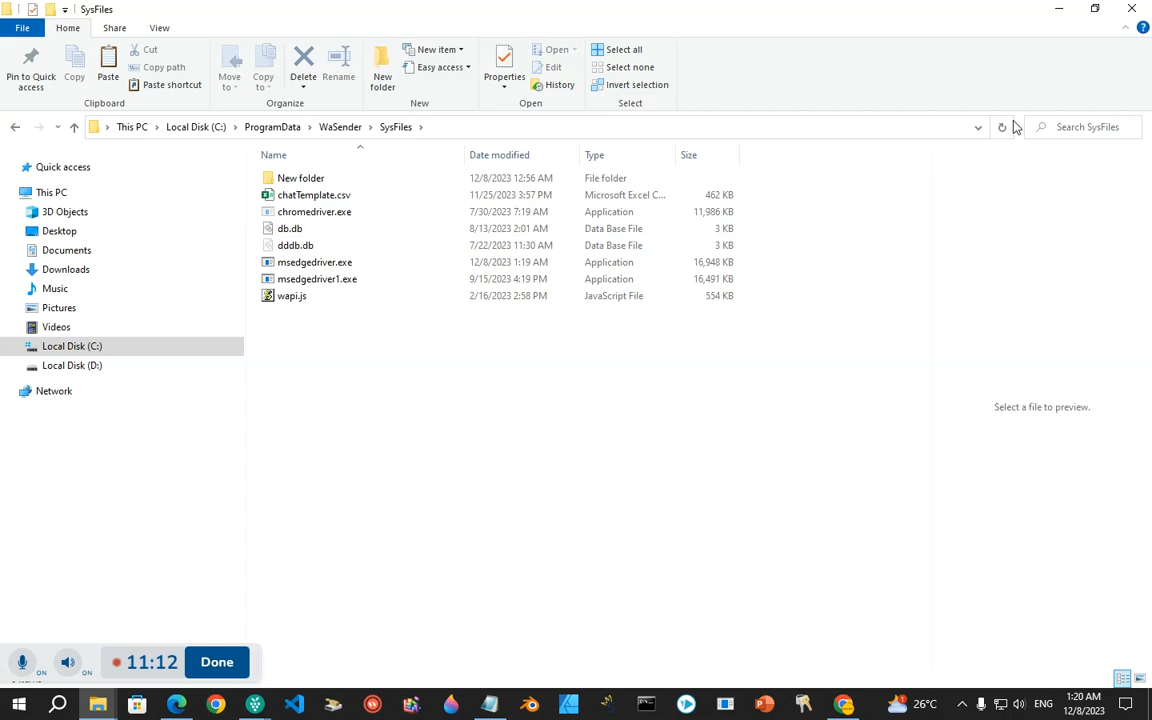 SysFiles
File Home Share View
Pin to Quick access
Copy
Paste
Cut
Copy path
Paste shortcut
Clipboard
Move to
Copy to
Delete
Rename
Organize
New folder
New item
Easy access
New
Properties
Open
Edit
History
Open
Select all
Select none
Invert selection
Select
This PC Local Disk (C:) ProgramData WaSender SysFiles
Search SysFiles
Name Date modified Type Size
New folder 12/8/2023 12:56 AM File folder
chatTemplate.csv 11/25/2023 3:57 PM Microsoft Excel C... 462 KB
chromedriver.exe 7/30/2023 7:19 AM Application 11,986 KB
db.db 8/13/2023 2:01 AM Data Base File 3 KB
dddb.db 7/22/2023 11:30 AM Data Base File 3 KB
msedgedriver.exe 12/8/2023 1:19 AM Application 16,948 KB
msedgedriver1.exe 9/15/2023 4:19 PM Application 16,491 KB
wapi.js 2/16/2023 2:58 PM JavaScript File 554 KB
Quick access
This PC
3D Objects
Desktop
Documents
Downloads
Music
Pictures
Videos
Local Disk (C:)
Local Disk (D:)
Network
Select a file to preview.
ON ON 11:12 Done
26°C ENG
1:20 AM
12/8/2023